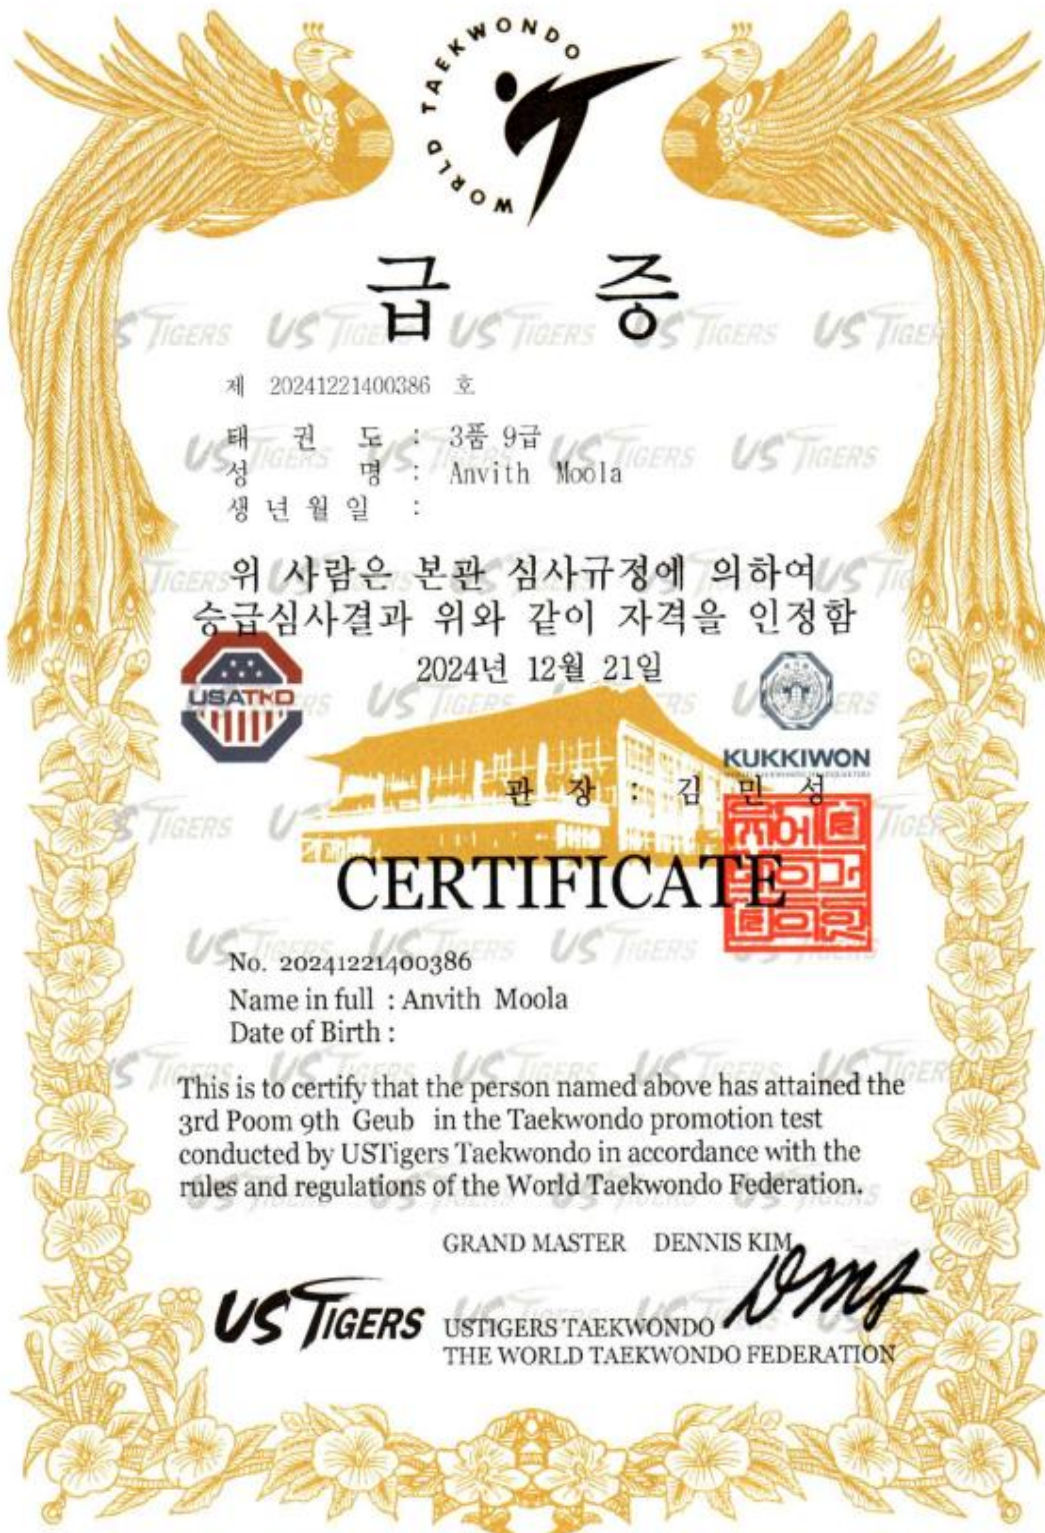 WORLD TAEKWONDO
급 증
제 20241221400386 호
태 권 도 : 3품 9급
성 명 : Anvith Moola
생 년 월 일 :
위 사람은 본관 심사규정에 의하여
승급심사결과 위와 같이 자격을 인정함
2024년 12월 21일
USATKD
KUKKIWON
WORLD TAEKWONDO HEADQUARTERS
관 장 : 김 민 성
CERTIFICATE
No. 20241221400386
Name in full : Anvith Moola
Date of Birth :
This is to certify that the person named above has attained the
3rd Poom 9th Geub in the Taekwondo promotion test
conducted by USTigers Taekwondo in accordance with the
rules and regulations of the World Taekwondo Federation.
GRAND MASTER DENNIS KIM
US TIGERS
USTIGERS TAEKWONDO
THE WORLD TAEKWONDO FEDERATION